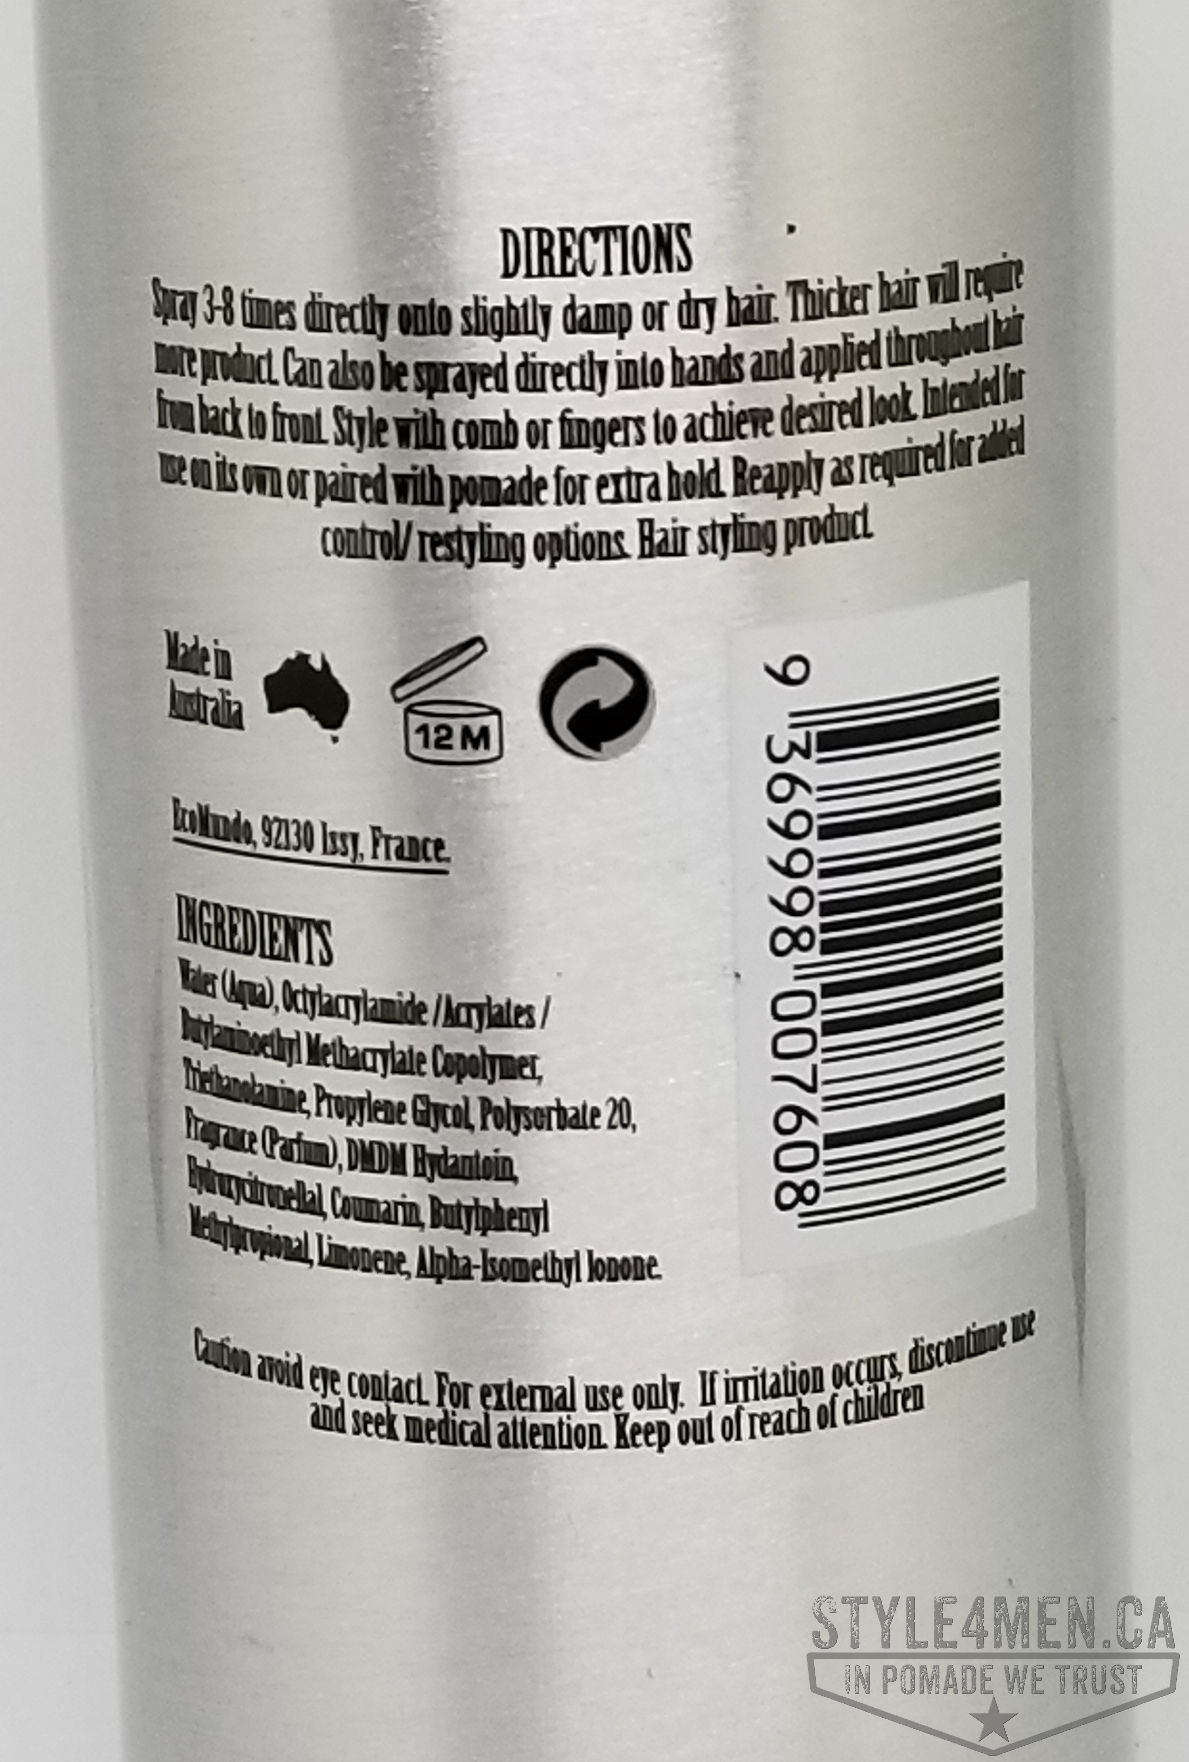 DIRECTIONS
Spray 3-8 times directly onto slightly damp or dry hair. Thicker hair will require
more product. Can also be sprayed directly into hands and applied throughout hair
from back to front. Style with comb or fingers to achieve desired look. Intended for
use on its own or paired with pomade for extra hold. Reapply as required for added
control/ restyling options. Hair styling product.
Made in
Australia
12 M
EcoMundo, 92130 Issy, France.
INGREDIENTS
Water (Aqua), Octylacrylamide /Acrylates /
Butylaminoethyl Methacrylate Copolymer,
Triethanolamine, Propylene Glycol, Polysorbate 20,
Fragrance (Parfum), DMDM Hydantoin,
Hydroxycitronellal, Coumarin, Butylphenyl
Methylpropional, Limonene, Alpha-Isomethyl Ionone.
9 369998 007608
Caution avoid eye contact. For external use only. If irritation occurs, discontinue use
and seek medical attention. Keep out of reach of children
STYLE4MEN.CA
IN POMADE WE TRUST